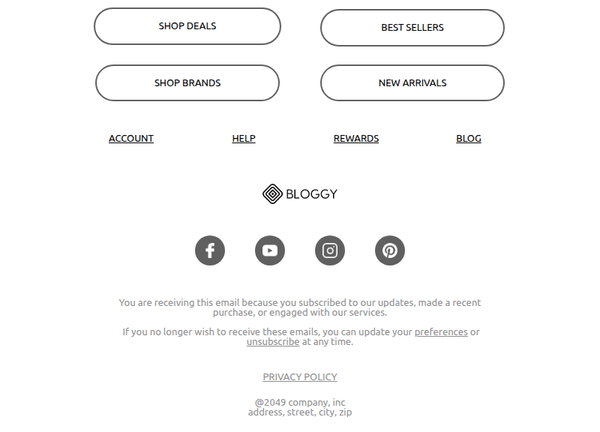 SHOP DEALS
BEST SELLERS
SHOP BRANDS
NEW ARRIVALS
ACCOUNT
HELP
REWARDS
BLOG
BLOGGY
You are receiving this email because you subscribed to our updates, made a recent
purchase, or engaged with our services.
If you no longer wish to receive these emails, you can update your preferences or
unsubscribe at any time.
PRIVACY POLICY
@2049 company, inc
address, street, city, zip